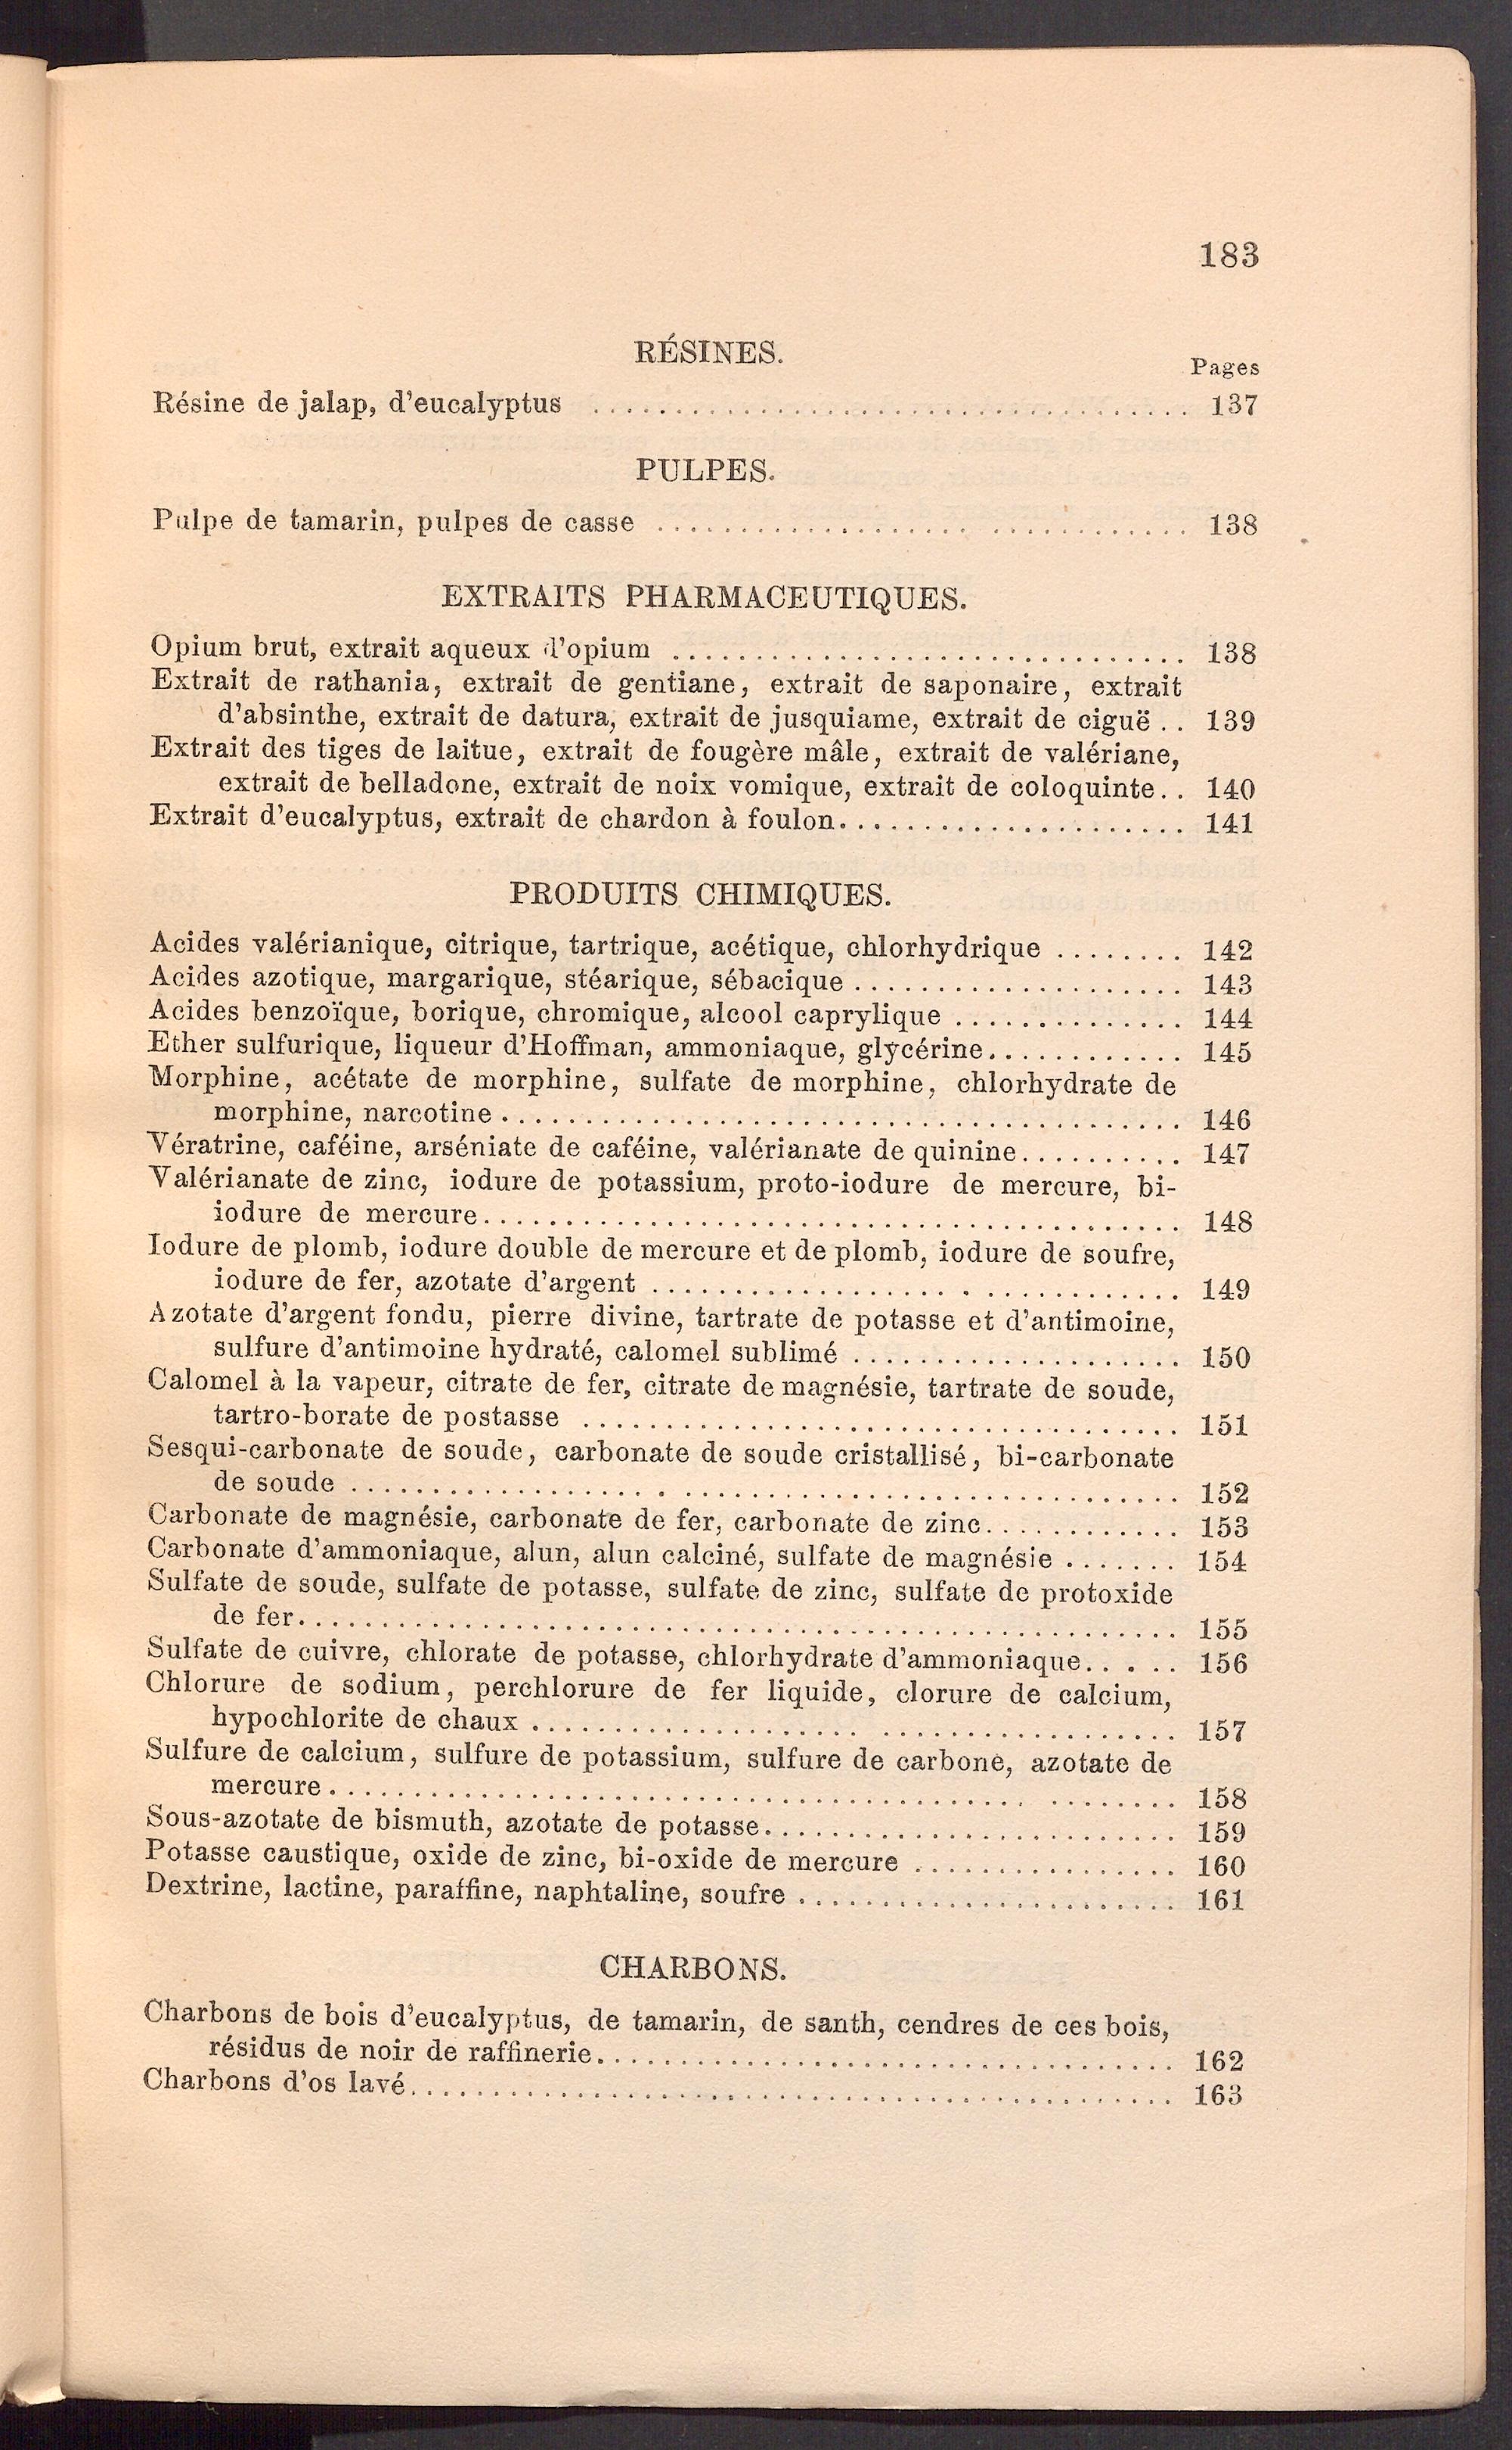 183
RÉSINES.
Pages
Résine de jalap, d'eucalyptus .................................... 137
PULPES.
Pulpe de tamarin, pulpes de casse ................................ 138
EXTRAITS PHARMACEUTIQUES.
Opium brut, extrait aqueux d'opium ............................... 138
Extrait de rathania, extrait de gentiane, extrait de saponaire, extrait
d'absinthe, extrait de datura, extrait de jusquiame, extrait de ciguë .. 139
Extrait des tiges de laitue, extrait de fougère mâle, extrait de valériane,
extrait de belladone, extrait de noix vomique, extrait de coloquinte.. 140
Extrait d'eucalyptus, extrait de chardon à foulon..................... 141
PRODUITS CHIMIQUES.
Acides valérianique, citrique, tartrique, acétique, chlorhydrique ........ 142
Acides azotique, margarique, stéarique, sébacique .................... 143
Acides benzoïque, borique, chromique, alcool caprylique .............. 144
Ether sulfurique, liqueur d'Hoffman, ammoniaque, glycérine............ 145
Morphine, acétate de morphine, sulfate de morphine, chlorhydrate de
morphine, narcotine .......................................... 146
Vératrine, caféine, arséniate de caféine, valérianate de quinine.......... 147
Valérianate de zinc, iodure de potassium, proto-iodure de mercure, bi-
iodure de mercure........................................... 148
Iodure de plomb, iodure double de mercure et de plomb, iodure de soufre,
iodure de fer, azotate d'argent ................................ 149
Azotate d'argent fondu, pierre divine, tartrate de potasse et d'antimoine,
sulfure d'antimoine hydraté, calomel sublimé .................... 150
Calomel à la vapeur, citrate de fer, citrate de magnésie, tartrate de soude,
tartro-borate de postasse .................................... 151
Sesqui-carbonate de soude, carbonate de soude cristallisé, bi-carbonate
de soude .................................................. 152
Carbonate de magnésie, carbonate de fer, carbonate de zinc............ 153
Carbonate d'ammoniaque, alun, alun calciné, sulfate de magnésie ....... 154
Sulfate de soude, sulfate de potasse, sulfate de zinc, sulfate de protoxide
de fer..................................................... 155
Sulfate de cuivre, chlorate de potasse, chlorhydrate d'ammoniaque...... 156
Chlorure de sodium, perchlorure de fer liquide, clorure de calcium,
hypochlorite de chaux ...................................... 157
Sulfure de calcium, sulfure de potassium, sulfure de carbone, azotate de
mercure.................................................... 158
Sous-azotate de bismuth, azotate de potasse......................... 159
Potasse caustique, oxide de zinc, bi-oxide de mercure ................ 160
Dextrine, lactine, paraffine, naphtaline, soufre ....................... 161
CHARBONS.
Charbons de bois d'eucalyptus, de tamarin, de santh, cendres de ces bois,
résidus de noir de raffinerie.................................... 162
Charbons d'os lavé.............................................. 163